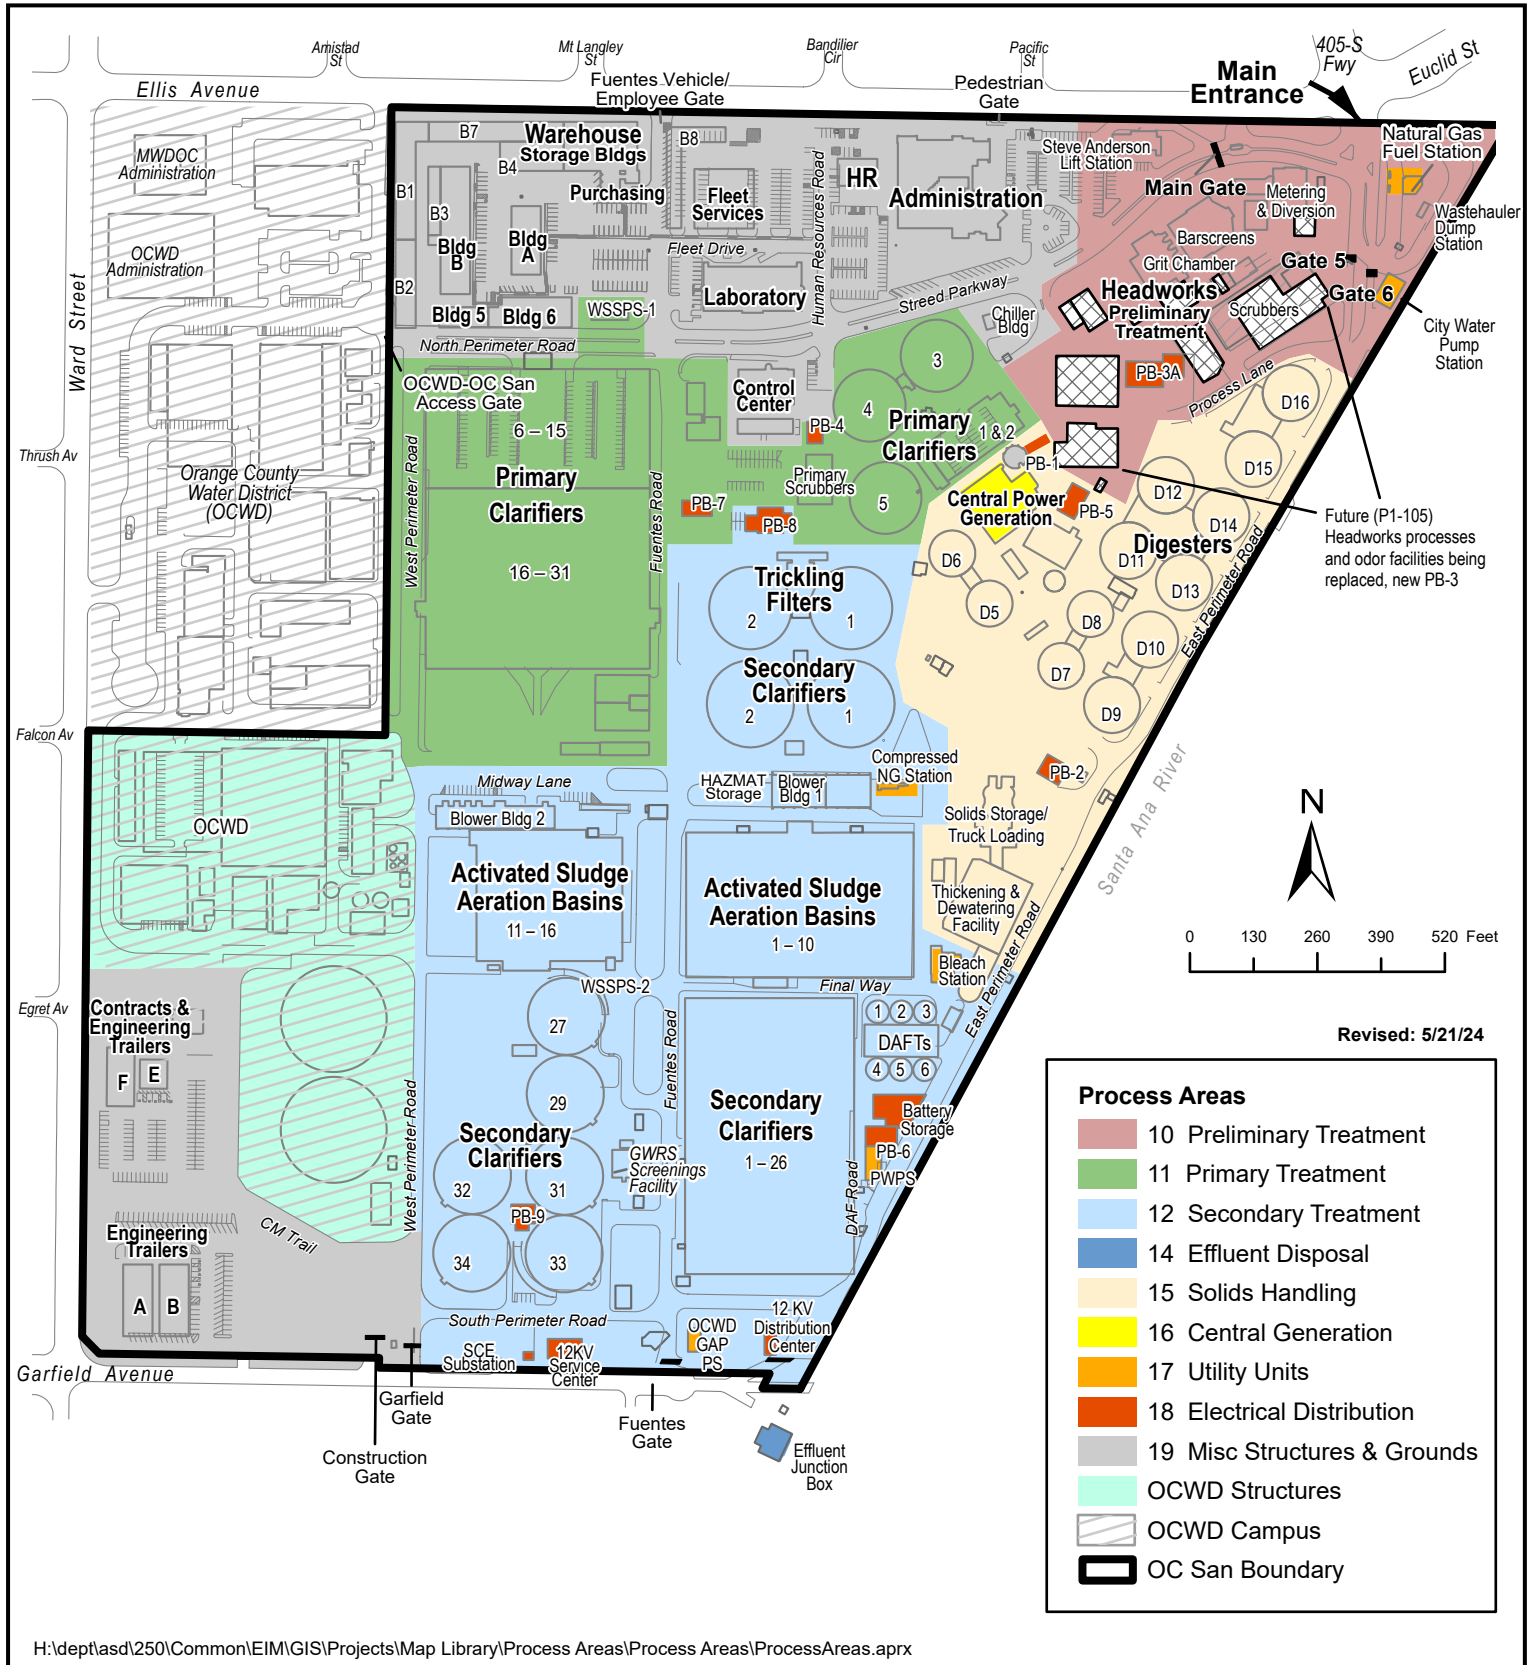 Amistad
St
Mt Langley
St
Bandilier
Cir
Pacific
St
405-S
Fwy
Euclid St
Ellis Avenue
Fuentes Vehicle/
Employee Gate
Pedestrian
Gate
Main
Entrance
Natural Gas
Fuel Station
MWDOC
Administration
B7
Warehouse
Storage Bldgs
B8
B4
Purchasing
HR
Administration
Steve Anderson
Lift Station
Main Gate
Metering
& Diversion
B1
B3
Bldg
B
Bldg
A
Fleet
Services
Human Resources Road
Wastehauler
Dump
Station
OCWD
Administration
Fleet Drive
Barscreens
Grit Chamber
Gate 5
Gate 6
B2
Bldg 5
Bldg 6
WSSPS-1
Laboratory
Streed Parkway
Chiller
Bldg
Headworks
Preliminary
Treatment
Scrubbers
City Water
Pump
Station
Ward Street
North Perimeter Road
OCWD-OC San
Access Gate
Control
Center
3
4
PB-3A
Process Lane
D16
6 – 15
Primary
Clarifiers
16 – 31
PB-4
Primary
Clarifiers
1 & 2
PB-1
Thrush Av
Orange County
Water District
(OCWD)
West Perimeter Road
Fuentes Road
Primary
Scrubbers
5
PB-7
PB-8
Central Power
Generation
PB-5
D15
D12
D14
D11
Digesters
D13
Future (P1-105)
Headworks processes
and odor facilities being
replaced, new PB-3
D6
D5
D8
D10
D7
D9
East Perimeter Road
Trickling
Filters
2
1
Secondary
Clarifiers
2
1
Falcon Av
Midway Lane
HAZMAT
Storage
Blower
Bldg 1
Compressed
NG Station
PB-2
Santa Ana River
N
OCWD
Blower Bldg 2
Solids Storage/
Truck Loading
Activated Sludge
Aeration Basins
11 – 16
Activated Sludge
Aeration Basins
1 – 10
Thickening &
Dewatering
Facility
0 130 260 390 520 Feet
Bleach
Station
East Perimeter Road
Egret Av
Contracts &
Engineering
Trailers
F
E
WSSPS-2
Final Way
27
1 2 3
DAFTs
4 5 6
Revised: 5/21/24
29
Fuentes Road
West Perimeter Road
Secondary
Clarifiers
32
31
PB-9
34
33
GWRS
Screenings
Facility
Secondary
Clarifiers
1 – 26
Battery
Storage
PB-6
PWPS
DAF Road
Engineering
Trailers
A
B
CM Trail
South Perimeter Road
SCE
Substation
12KV
Service
Center
OCWD
GAP
PS
12 KV
Distribution
Center
Garfield Avenue
Garfield
Gate
Construction
Gate
Fuentes
Gate
Effluent
Junction
Box
Process Areas
10 Preliminary Treatment
11 Primary Treatment
12 Secondary Treatment
14 Effluent Disposal
15 Solids Handling
16 Central Generation
17 Utility Units
18 Electrical Distribution
19 Misc Structures & Grounds
OCWD Structures
OCWD Campus
OC San Boundary
H:\dept\asd\250\Common\EIM\GIS\Projects\Map Library\Process Areas\Process Areas\ProcessAreas.aprx